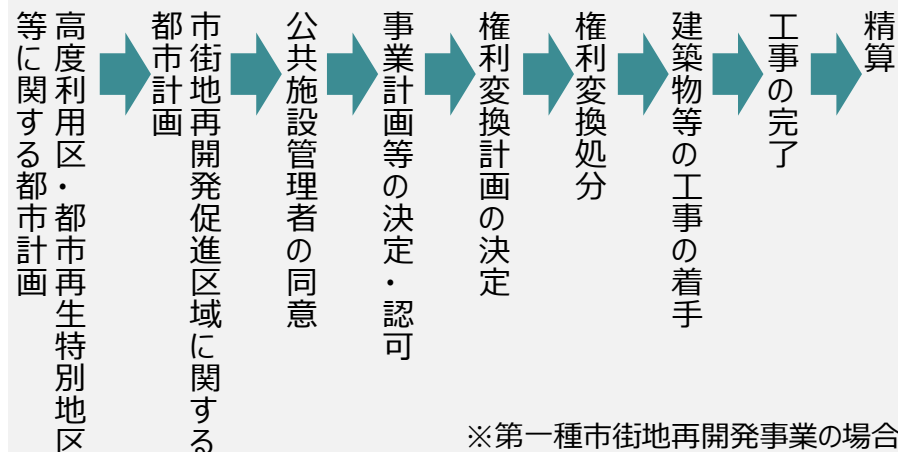 高度利用区・都市再生特別地区
等に関する都市計画
市街地再開発促進区域に関する
都市計画
公共施設管理者の同意
事業計画等の決定・認可
権利変換計画の決定
権利変換処分
建築物等の工事の着手
工事の完了
精算
※第一種市街地再開発事業の場合